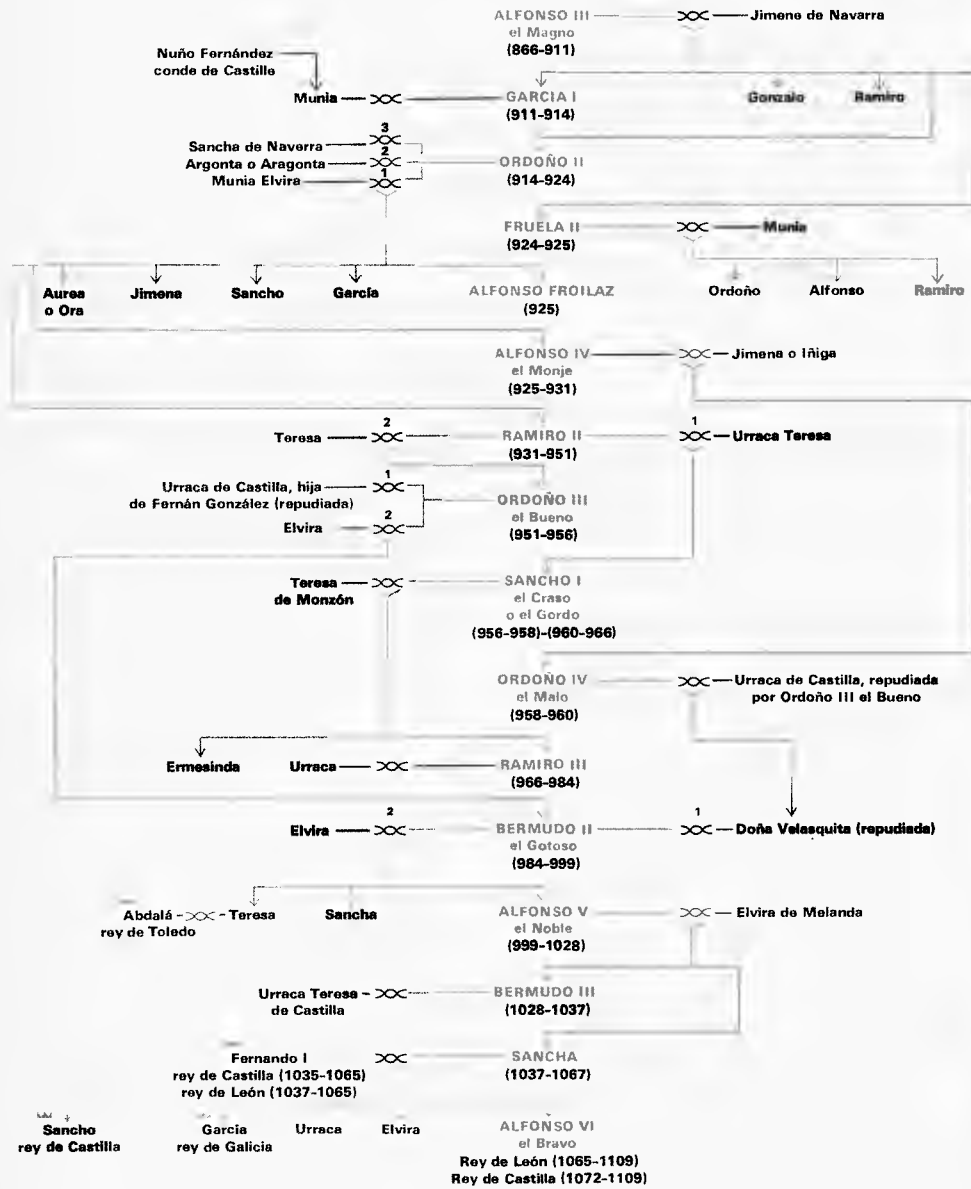 ALFONSO III
el Magno
(866-911)
Jimene de Navarra
Nuño Fernández
conde de Castille
Munia
GARCIA I
(911-914)
Gonzalo
Ramiro
3
Sancha de Naverra
2
Argonta o Aragonta
1
Munia Elvira
ORDOÑO II
(914-924)
FRUELA II
(924-925)
Munia
Aurea
o Ora
Jimena
Sancho
García
ALFONSO FROILAZ
(925)
Ordoño
Alfonso
Ramiro
ALFONSO IV
el Monje
(925-931)
Jimena o Iñiga
2
Teresa
RAMIRO II
(931-951)
1
Urraca Teresa
1
Urraca de Castilla, hija
de Fernán González (repudiada)
2
Elvira
ORDOÑO III
el Bueno
(951-956)
Teresa
de Monzón
SANCHO I
el Craso
o el Gordo
(956-958)-(960-966)
ORDOÑO IV
el Malo
(958-960)
Urraca de Castilla, repudiada
por Ordoño III el Bueno
Ermesinda
Urraca
RAMIRO III
(966-984)
2
Elvira
BERMUDO II
el Gotoso
(984-999)
1
Doña Velasquita (repudiada)
Abdalá
rey de Toledo
Teresa
Sancha
ALFONSO V
el Noble
(999-1028)
Elvira de Melanda
Urraca Teresa
de Castilla
BERMUDO III
(1028-1037)
Fernando I
rey de Castilla (1035-1065)
rey de León (1037-1065)
SANCHA
(1037-1067)
Sancho
rey de Castilla
Garcia
rey de Galicia
Urraca
Elvira
ALFONSO VI
el Bravo
Rey de León (1065-1109)
Rey de Castilla (1072-1109)